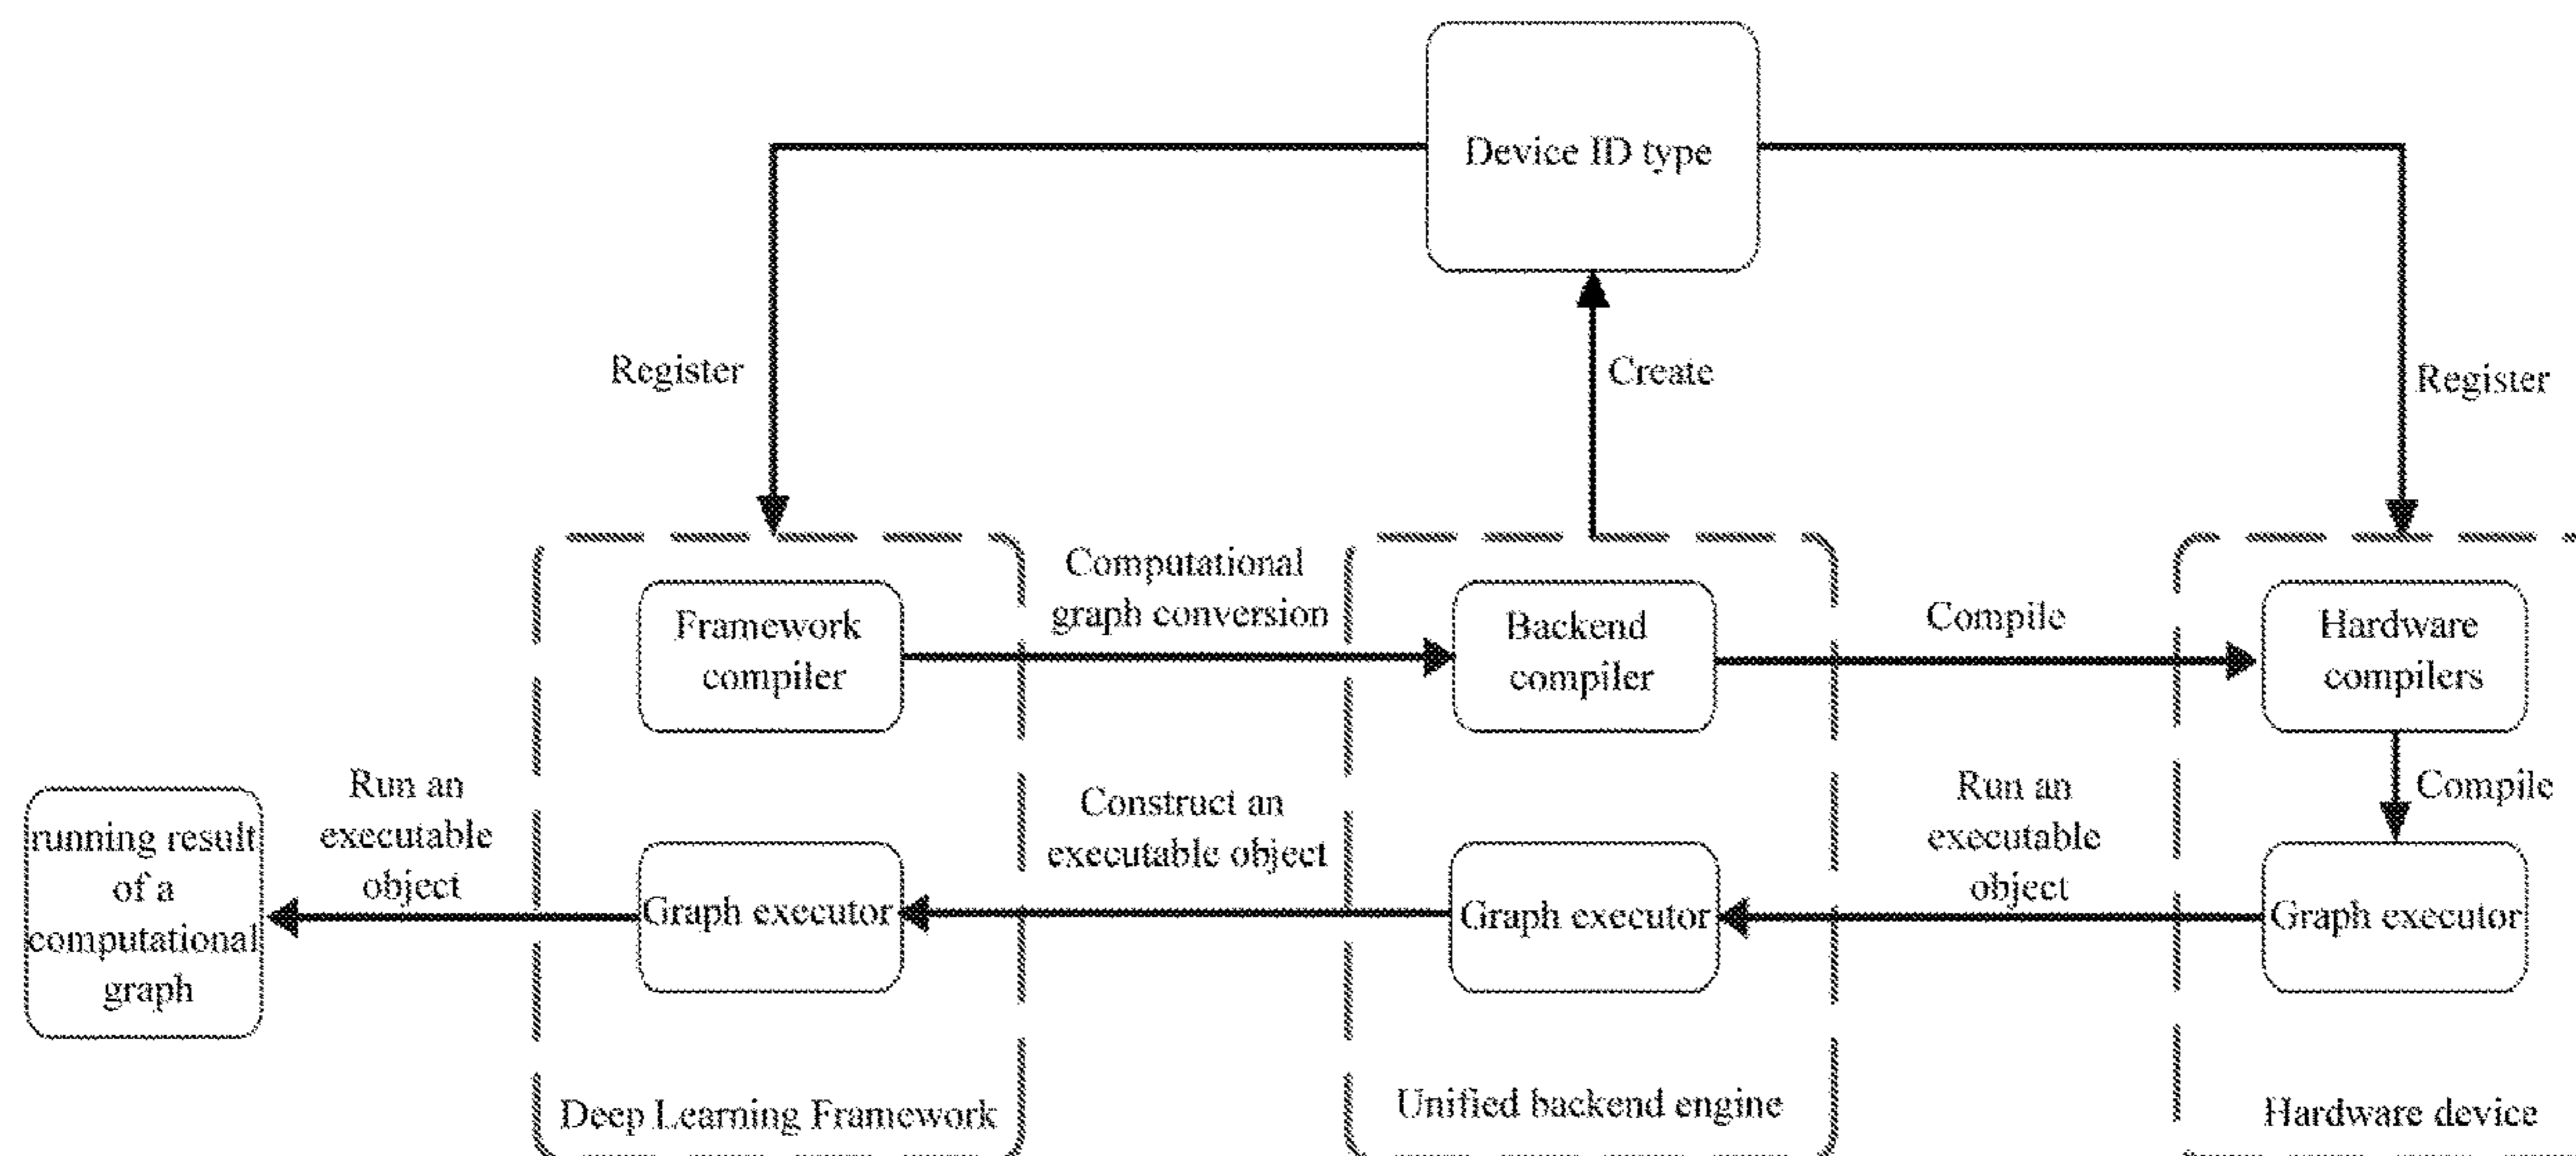 Device ID type
Register
Create
Register
Computational
graph conversion
Framework
compiler
Backend
compiler
Compile
Hardware
compilers
Run an
executable
object
Construct an
executable object
Run an
executable
object
Compile
running result
of a
computational
graph
Graph executor
Graph executor
Graph executor
Deep Learning Framework
Unified backend engine
Hardware device